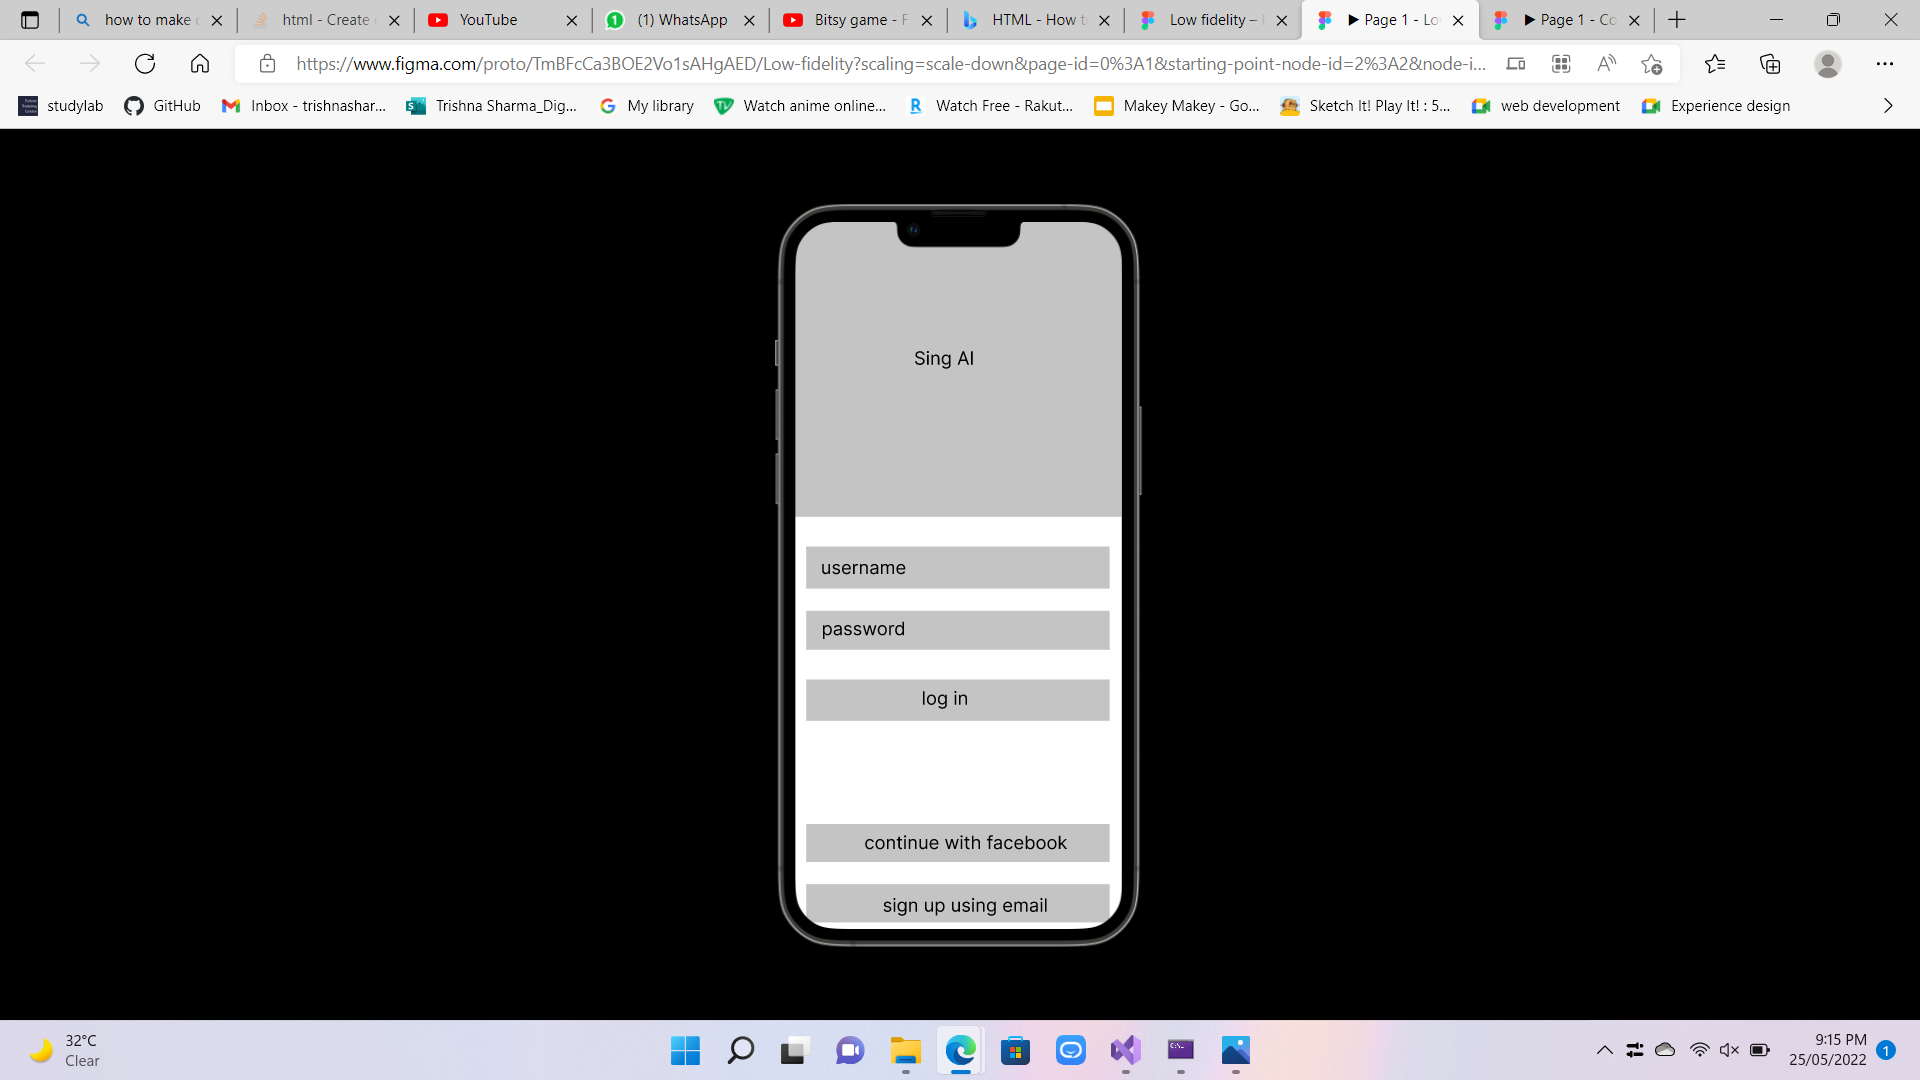 how to make
html - Create
YouTube
(1) WhatsApp
Bitsy game - F
HTML - How t
Low fidelity –
▶ Page 1 - Lo
▶ Page 1 - Co
https://www.figma.com/proto/TmBFcCa3BOE2Vo1sAHgAED/Low-fidelity?scaling=scale-down&page-id=0%3A1&starting-point-node-id=2%3A2&node-i...
studylab
GitHub
Inbox - trishnashar...
Trishna Sharma_Dig...
My library
Watch anime online...
Watch Free - Rakut...
Makey Makey - Go...
Sketch It! Play It! : 5...
web development
Experience design
Sing AI
username
password
log in
continue with facebook
sign up using email
32°C
Clear
9:15 PM
25/05/2022
1